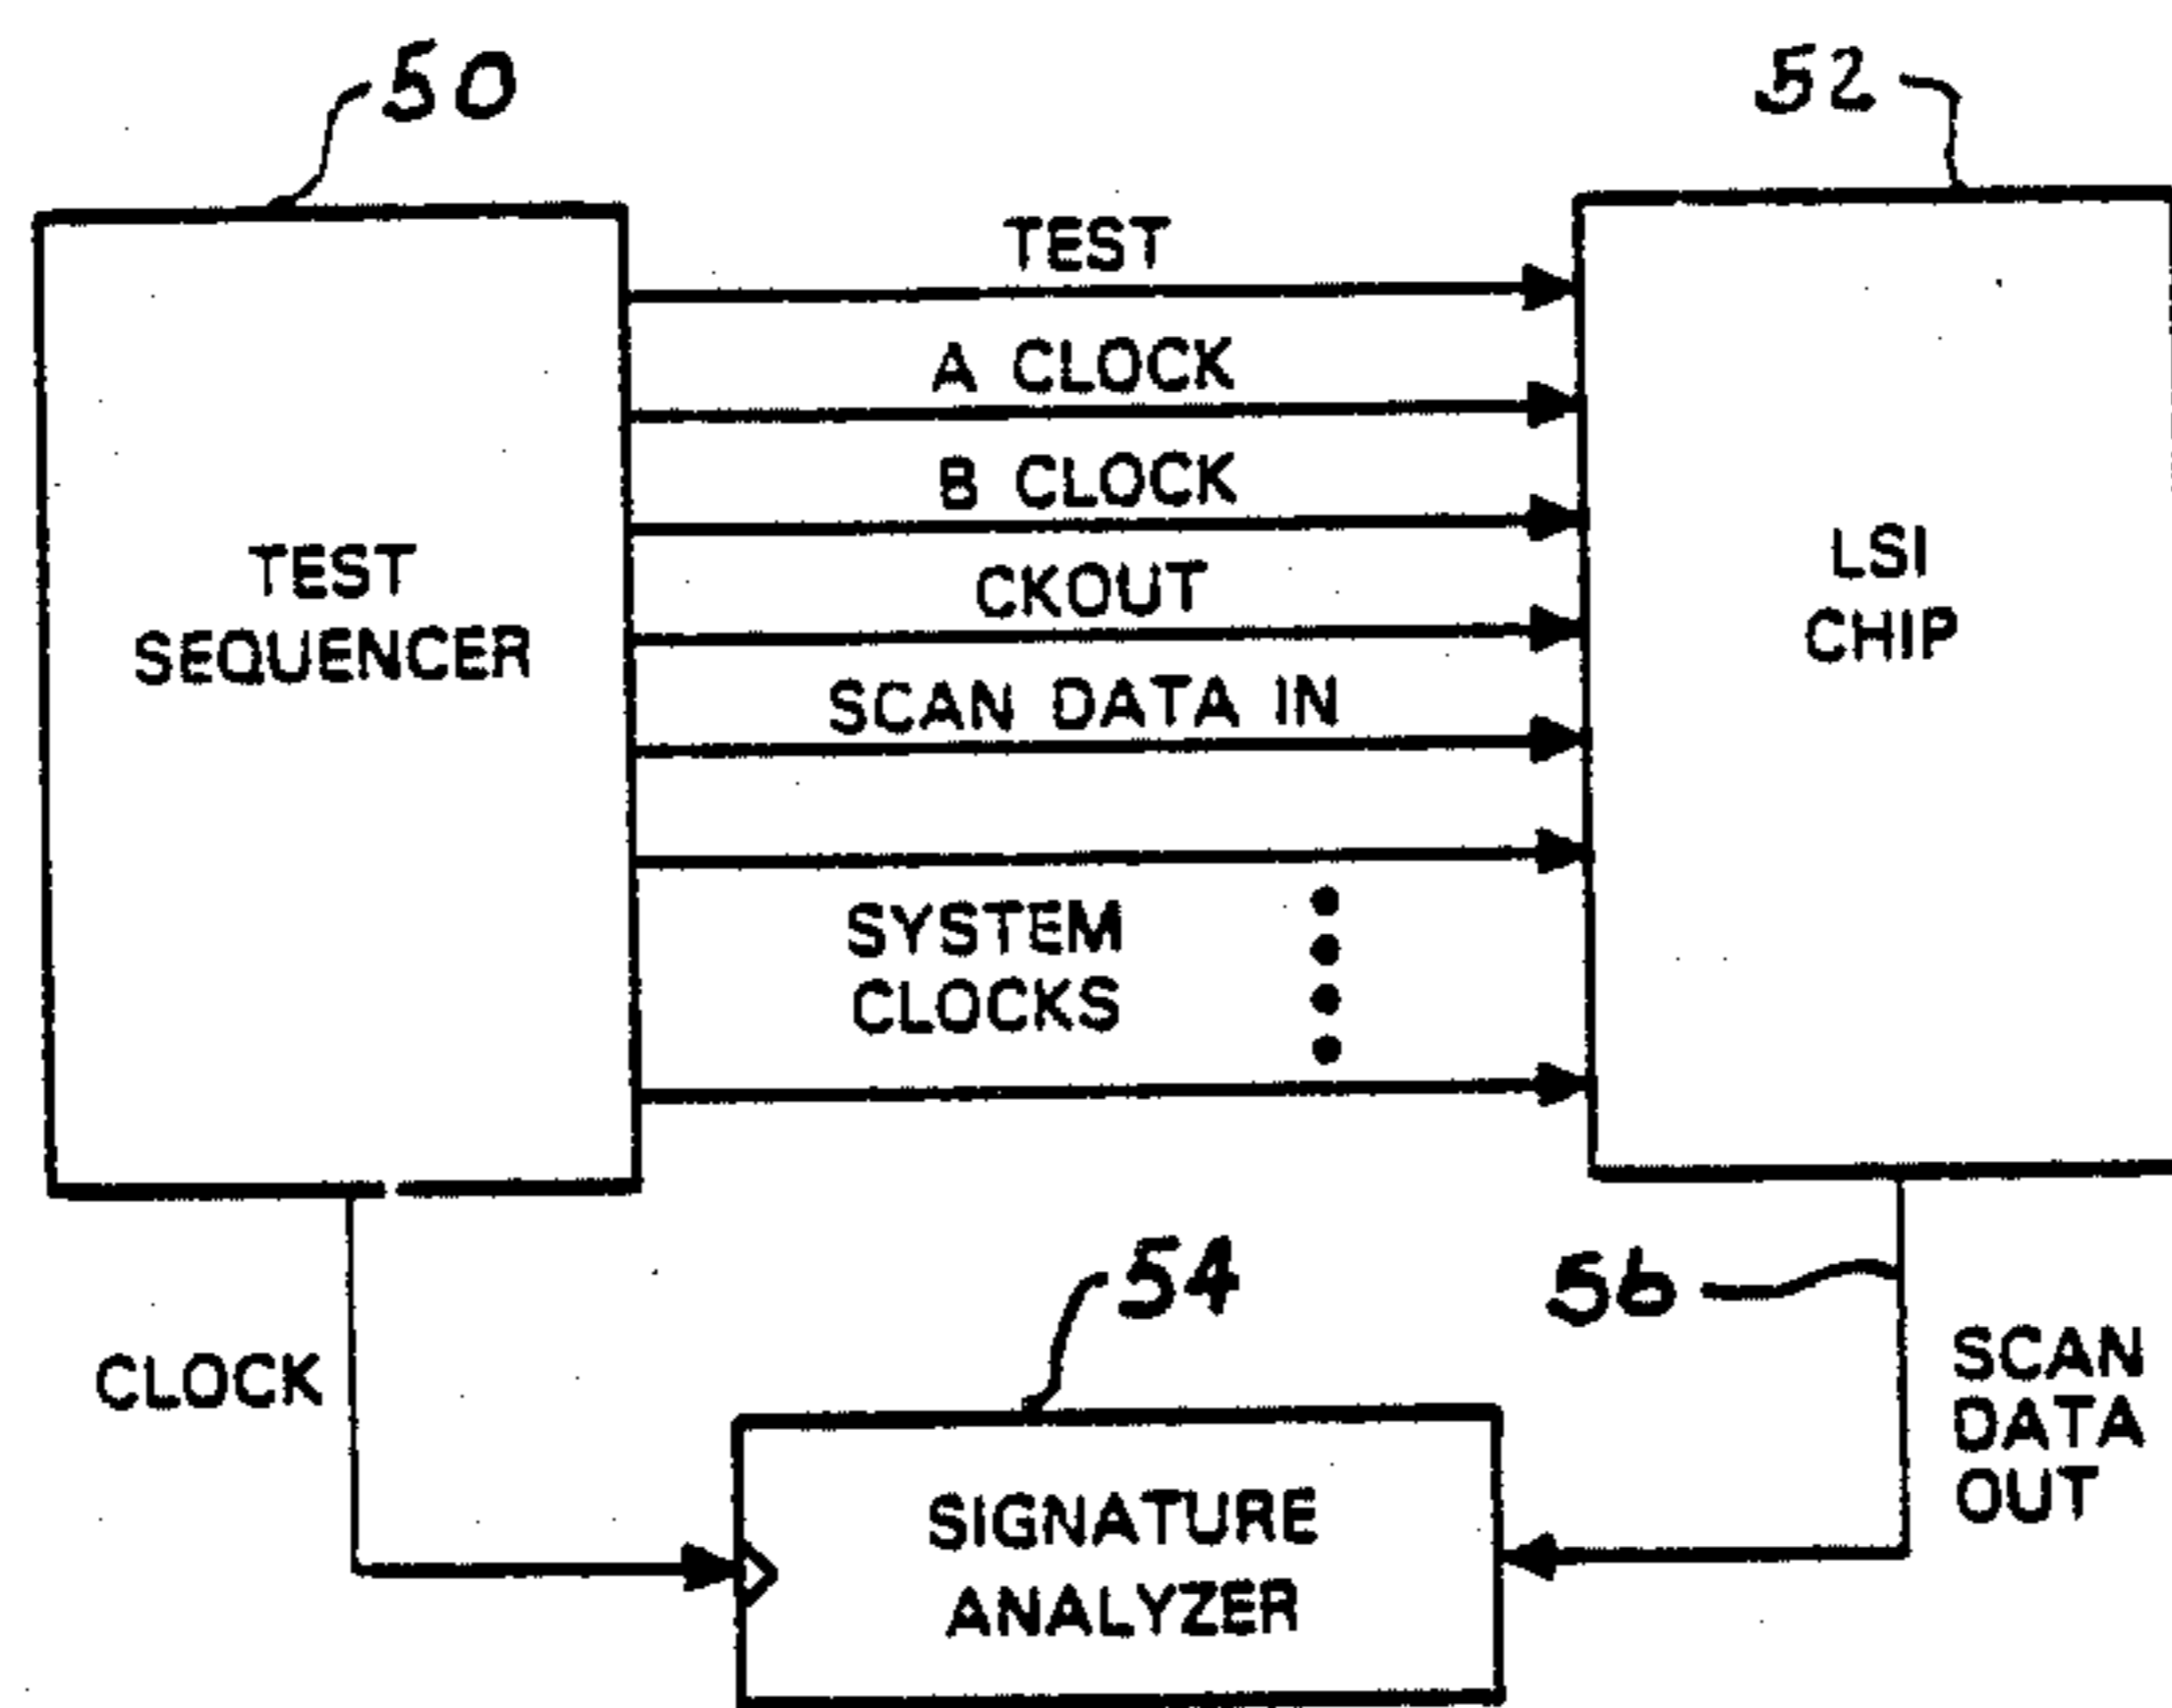 50
52
TEST
A CLOCK
B CLOCK
CKOUT
SCAN DATA IN
TEST
SEQUENCER
LSI
CHIP
SYSTEM
CLOCKS
54
56
CLOCK
SCAN
DATA
OUT
SIGNATURE
ANALYZER